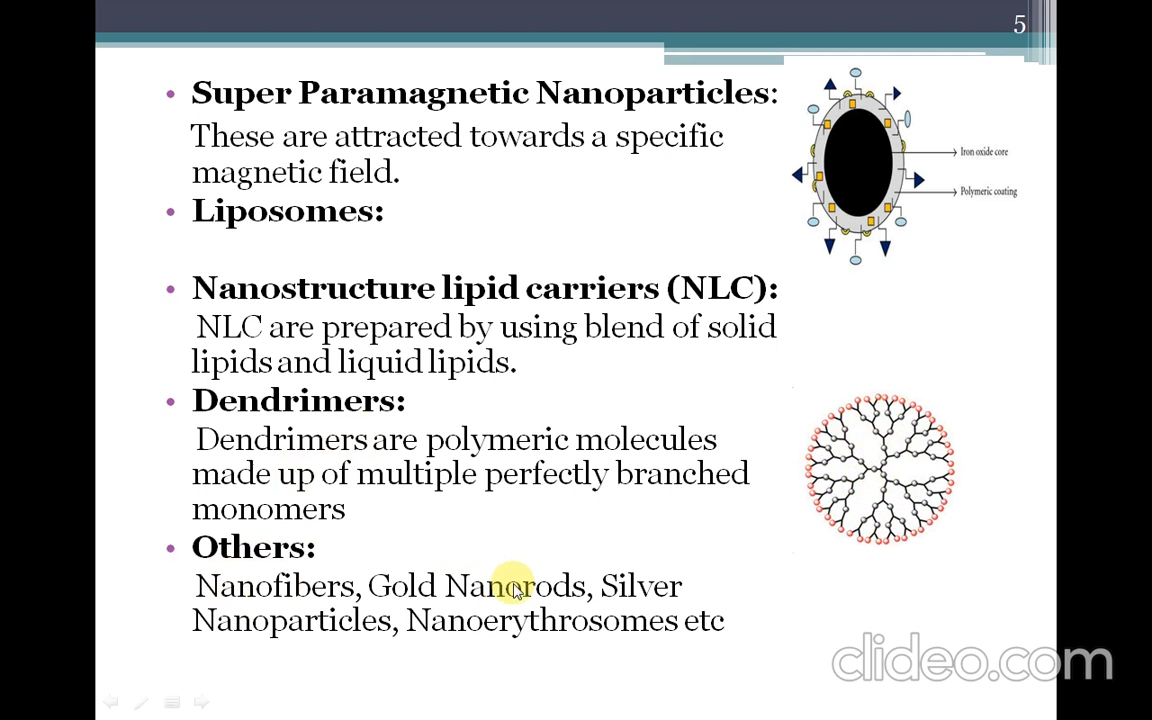 5
• Super Paramagnetic Nanoparticles:
These are attracted towards a specific
magnetic field.
• Liposomes:
• Nanostructure lipid carriers (NLC):
NLC are prepared by using blend of solid
lipids and liquid lipids.
• Dendrimers:
Dendrimers are polymeric molecules
made up of multiple perfectly branched
monomers
• Others:
Nanofibers, Gold Nanorods, Silver
Nanoparticles, Nanoerythrosomes etc
Iron oxide core
Polymeric coating
clideo.com